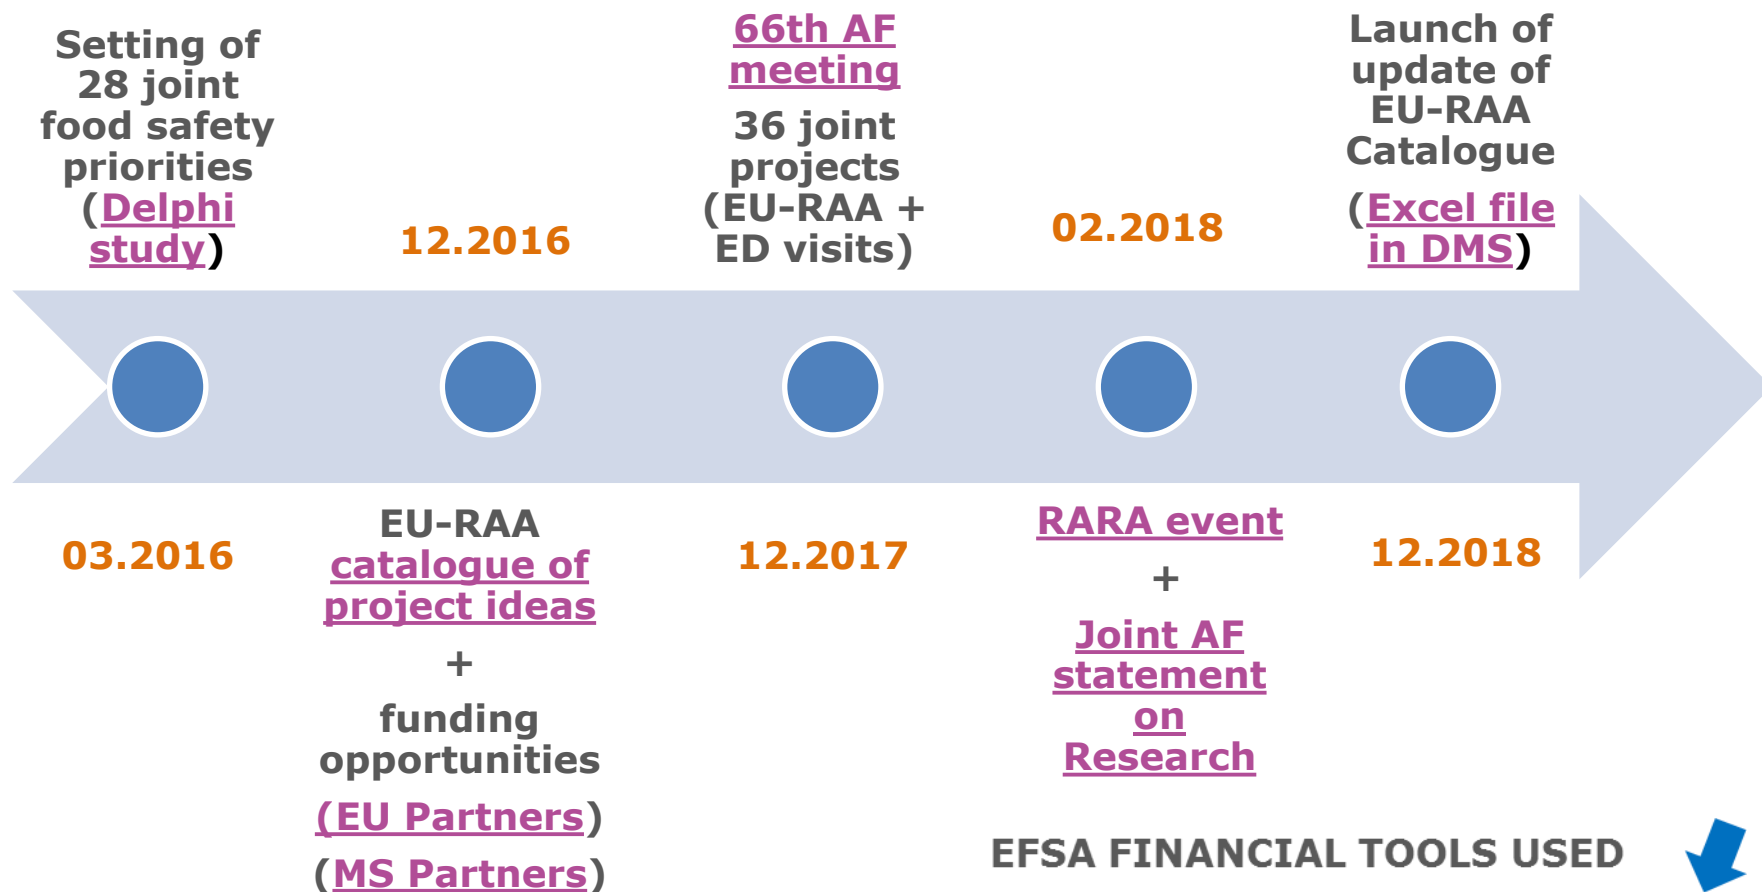 Setting of
28 joint
food safety
priorities
(Delphi
study)
03.2016
12.2016
EU-RAA
catalogue of
project ideas
+
funding
opportunities
(EU Partners)
(MS Partners)
66th AF
meeting
36 joint
projects
(EU-RAA +
ED visits)
12.2017
02.2018
RARA event
+
Joint AF
statement
on
Research
Launch of
update of
EU-RAA
Catalogue
(Excel file
in DMS)
12.2018
EFSA FINANCIAL TOOLS USED